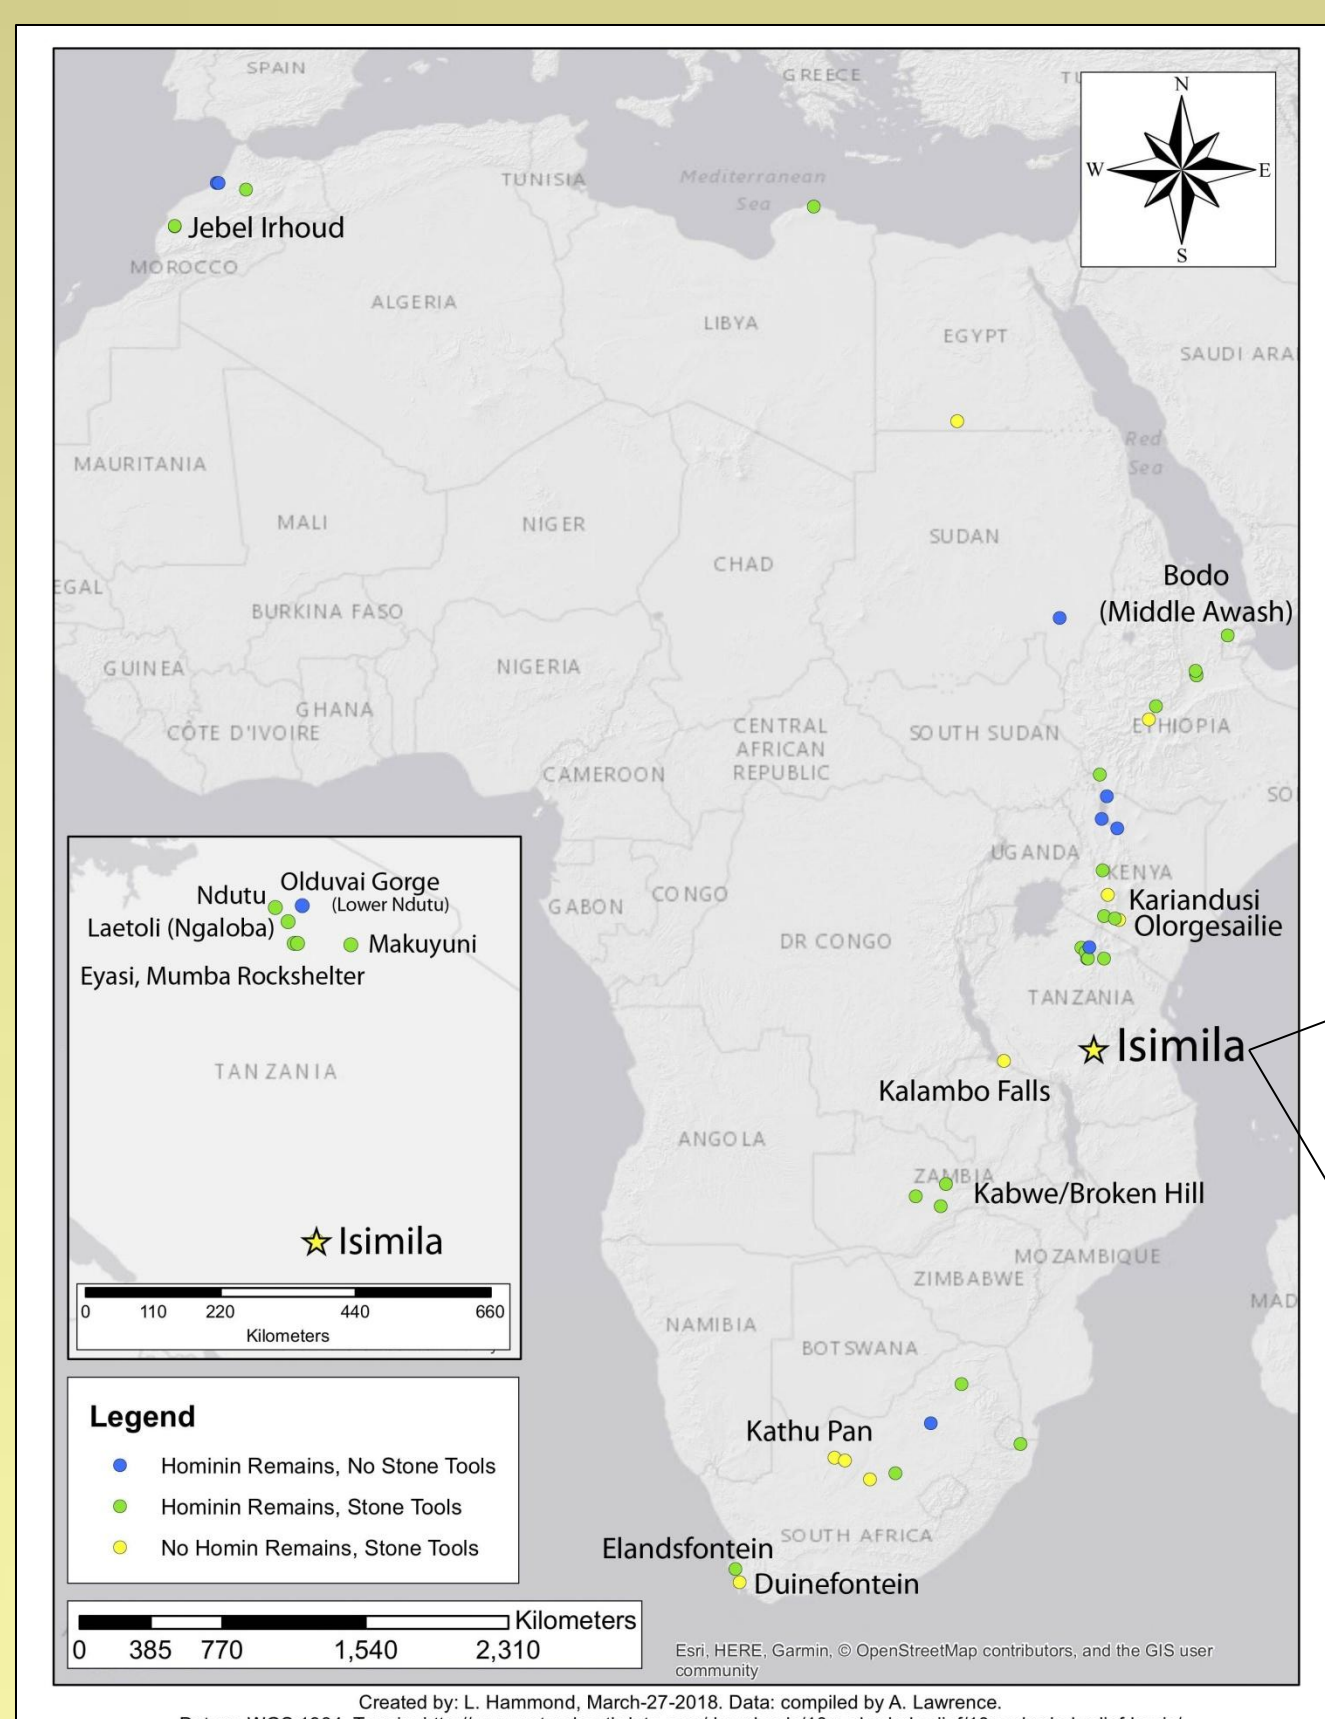 SPAIN
GREECE
N
W
E
S
TUNISIA
Mediterranean
Sea
Jebel Irhoud
MOROCCO
ALGERIA
LIBYA
EGYPT
SAUDI ARA
Red
Sea
MAURITANIA
MALI
NIGER
SUDAN
CHAD
Bodo
(Middle Awash)
EGAL
BURKINA FASO
GUINEA
NIGERIA
GHANA
CÔTE D'IVOIRE
CENTRAL
AFRICAN
REPUBLIC
SOUTH SUDAN
ETHIOPIA
CAMEROON
SO
UGANDA
KENYA
GABON
CONGO
Kariandusi
Olorgesailie
DR CONGO
TANZANIA
Isimila
Kalambo Falls
ANGOLA
ZAMBIA
Kabwe/Broken Hill
MOZAMBIQUE
ZIMBABWE
MAD
NAMIBIA
BOTSWANA
Kathu Pan
SOUTH AFRICA
Elandsfontein
Duinefontein
Olduvai Gorge
(Lower Ndutu)
Ndutu
Laetoli (Ngaloba)
Makuyuni
Eyasi, Mumba Rockshelter
TANZANIA
Isimila
0 110 220 440 660
Kilometers
Legend
Hominin Remains, No Stone Tools
Hominin Remains, Stone Tools
No Homin Remains, Stone Tools
Kilometers
0 385 770 1,540 2,310
Esri, HERE, Garmin, © OpenStreetMap contributors, and the GIS user
community
Created by: L. Hammond, March-27-2018. Data: compiled by A. Lawrence.